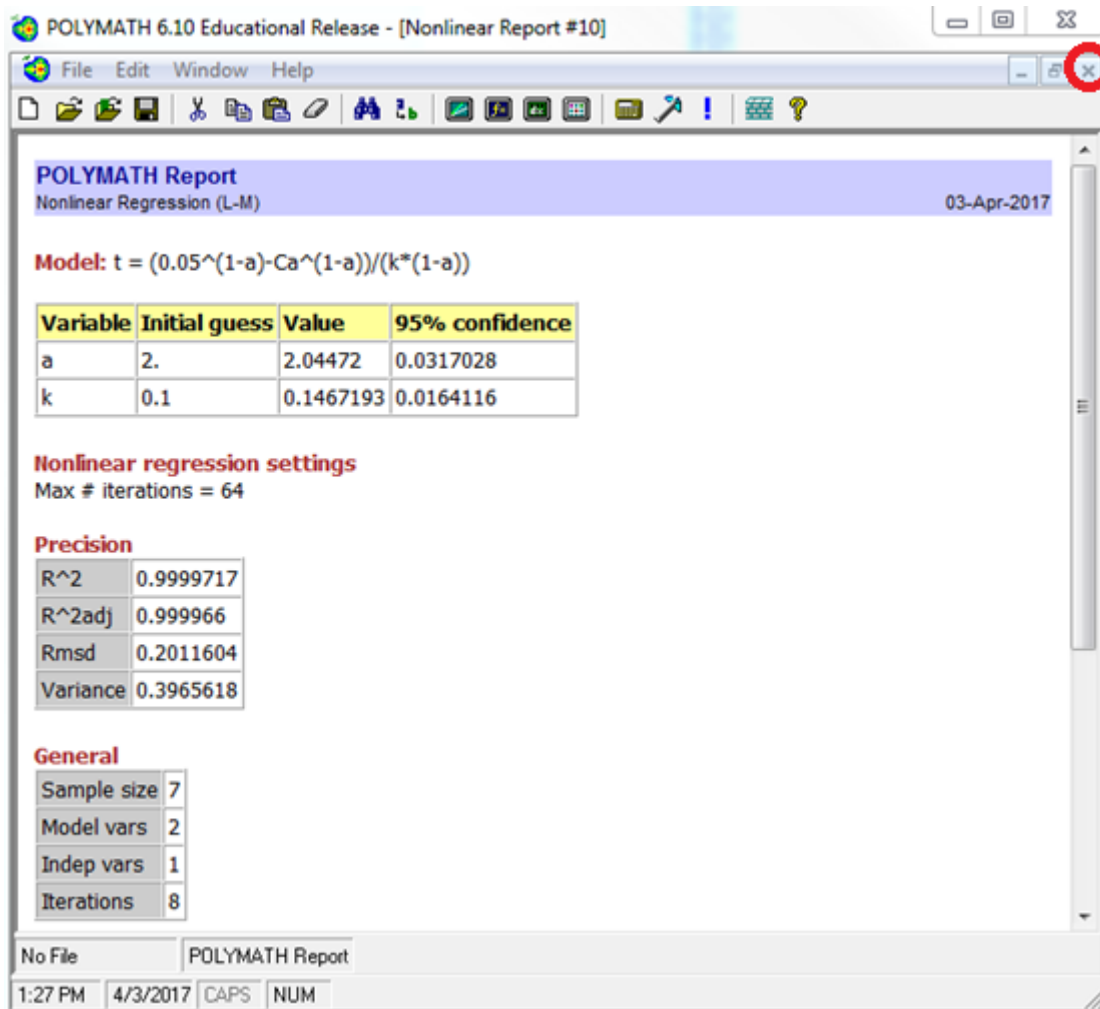 POLYMATH 6.10 Educational Release - [Nonlinear Report #10]
File Edit Window Help
POLYMATH Report
Nonlinear Regression (L-M) 03-Apr-2017
Model: t = (0.05^(1-a)-Ca^(1-a))/(k*(1-a))
Variable Initial guess Value 95% confidence
a 2. 2.04472 0.0317028
k 0.1 0.1467193 0.0164116
Nonlinear regression settings
Max # iterations = 64
Precision
R^2 0.9999717
R^2adj 0.999966
Rmsd 0.2011604
Variance 0.3965618
General
Sample size 7
Model vars 2
Indep vars 1
Iterations 8
No File POLYMATH Report
1:27 PM 4/3/2017 CAPS NUM